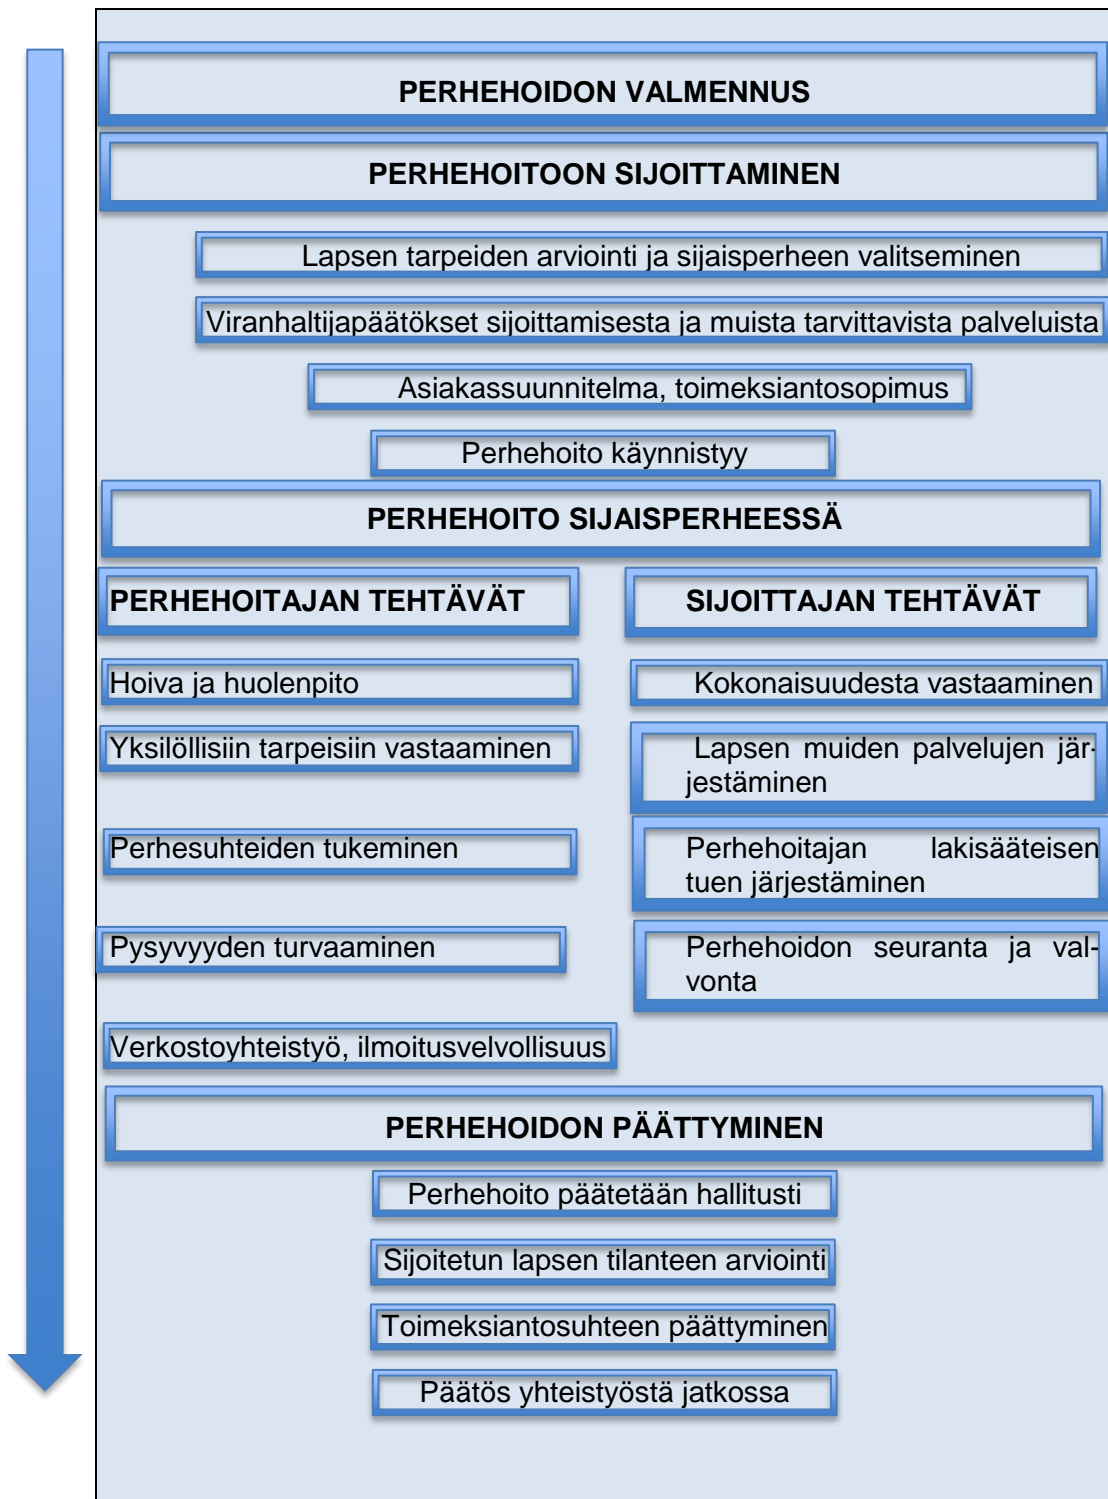 PERHEHOIDON VALMENNUS
PERHEHOITOON SIJOITTAMINEN
Lapsen tarpeiden arviointi ja sijaisperheen valitseminen
Viranhaltijapäätökset sijoittamisesta ja muista tarvittavista palveluista
Asiakassuunnitelma, toimeksiantosopimus
Perhehoito käynnistyy
PERHEHOITO SIJAISPERHEESSÄ
PERHEHOITAJAN TEHTÄVÄT
Hoiva ja huolenpito
Yksilöllisiin tarpeisiin vastaaminen
Perhesuhteiden tukeminen
Pysyvyyden turvaaminen
Verkostoyhteistyö, ilmoitusvelvollisuus
SIJOITTAJAN TEHTÄVÄT
Kokonaisuudesta vastaaminen
Lapsen muiden palvelujen jär-
jestäminen
Perhehoitajan lakisääteisen
tuen järjestäminen
Perhehoidon seuranta ja val-
vonta
PERHEHOIDON PÄÄTTYMINEN
Perhehoito päätetään hallitusti
Sijoitetun lapsen tilanteen arviointi
Toimeksiantosuhteen päättyminen
Päätös yhteistyöstä jatkossa